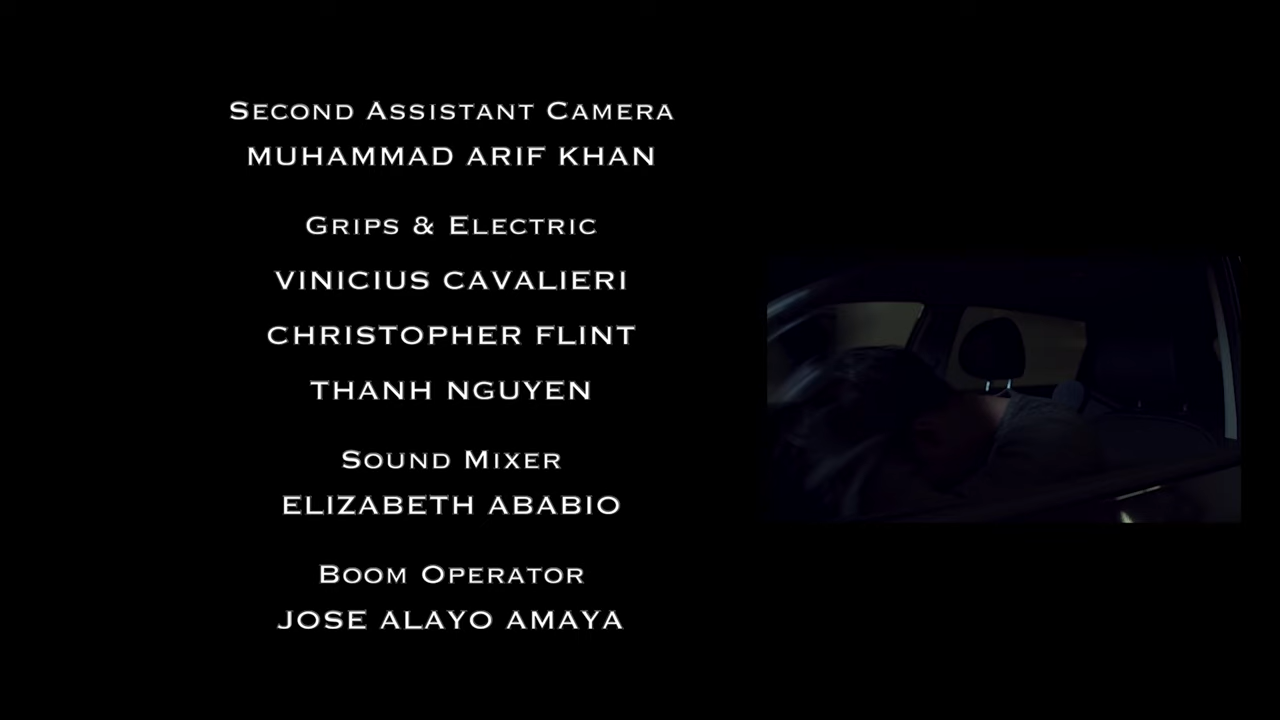 Second Assistant Camera
MUHAMMAD ARIF KHAN
Grips & Electric
VINICIUS CAVALIERI
CHRISTOPHER FLINT
THANH NGUYEN
Sound Mixer
ELIZABETH ABABIO
Boom Operator
JOSE ALAYO AMAYA